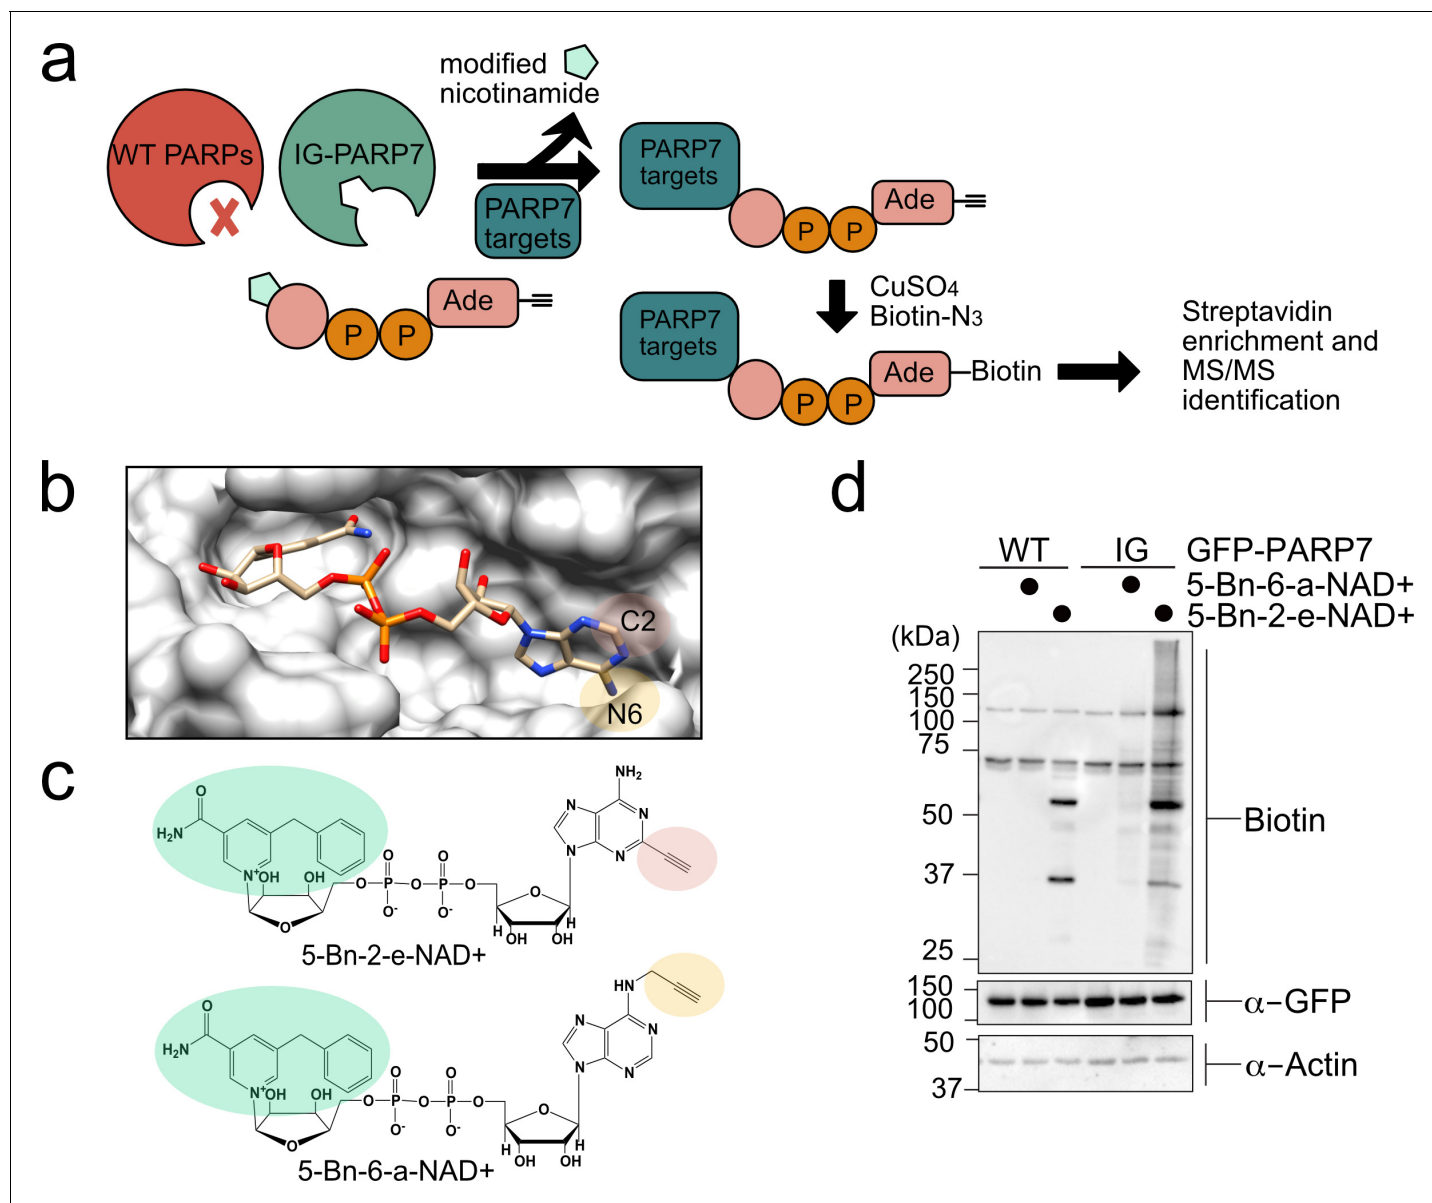 a
modified
nicotinamide
WT PARPs
IG-PARP7
PARP7
targets
PARP7
targets
P
P
Ade
P
P
Ade
CuSO4
Biotin-N3
PARP7
targets
P
P
Ade
Biotin
Streptavidin
enrichment and
MS/MS
identification
b
C2
N6
c
O
H2N
N+
OH
OH
O
O
O
P
O
P
O
O-
O-
O
H
H
OH
OH
N
N
N
N
NH2
5-Bn-2-e-NAD+
O
H2N
N+
OH
OH
O
O
O
P
O
P
O
O-
O-
O
H
H
OH
OH
N
N
N
N
HN
5-Bn-6-a-NAD+
d
WT
IG
GFP-PARP7
5-Bn-6-a-NAD+
5-Bn-2-e-NAD+
(kDa)
250
150
100
75
50
37
25
Biotin
150
100
α-GFP
50
37
α-Actin